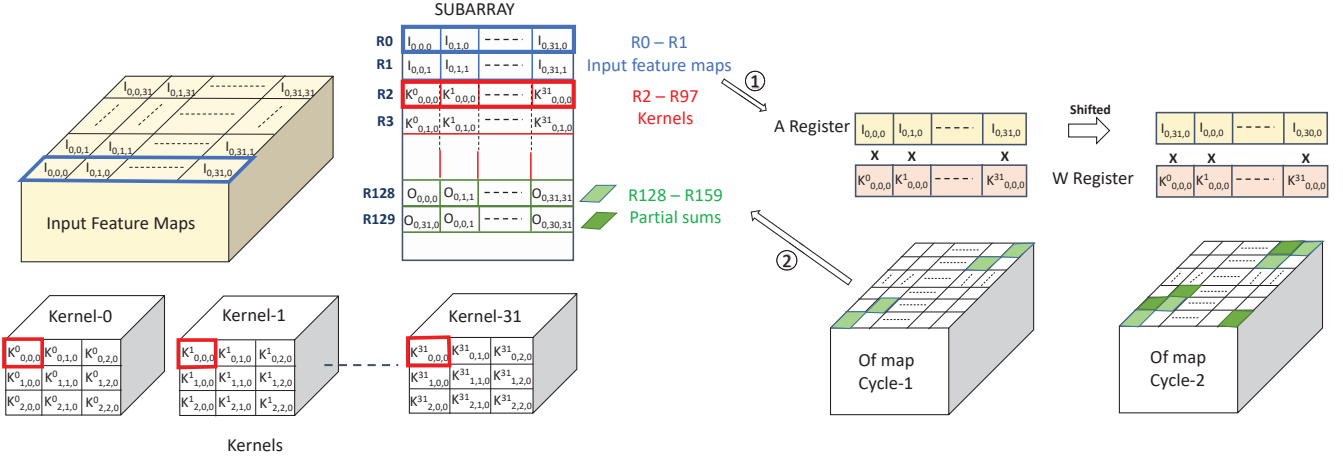 SUBARRAY
R0 I0,0,0 I0,1,0 ----- I0,31,0
R1 I0,0,1 I0,1,1 ----- I0,31,1
R2 K⁰0,0,0 K¹0,0,0 ----- K³¹0,0,0
R3 K⁰0,1,0 K¹0,1,0 ----- K³¹0,1,0
R128 O0,0,0 O0,1,1 ----- O0,31,31
R129 O0,31,0 O0,0,1 ----- O0,30,31
R0 – R1
Input feature maps
R2 – R97
Kernels
R128 – R159
Partial sums
I0,0,31 I0,1,31 I0,31,31
I0,0,1 I0,1,1 I0,31,1
I0,0,0 I0,1,0 I0,31,0
Input Feature Maps
1
A Register I0,0,0 I0,1,0 ----- I0,31,0
X X X
K⁰0,0,0 K¹0,0,0 ----- K³¹0,0,0
Shifted
I0,31,0 I0,0,0 ----- I0,30,0
X X X
W Register K⁰0,0,0 K¹0,0,0 ----- K³¹0,0,0
2
Of map
Cycle-1
Of map
Cycle-2
Kernel-0
K⁰0,0,0 K⁰0,1,0 K⁰0,2,0
K⁰1,0,0 K⁰1,1,0 K⁰1,2,0
K⁰2,0,0 K⁰2,1,0 K⁰2,2,0
Kernel-1
K¹0,0,0 K¹0,1,0 K¹0,2,0
K¹1,0,0 K¹1,1,0 K¹1,2,0
K¹2,0,0 K¹2,1,0 K¹2,2,0
Kernel-31
K³¹0,0,0 K³¹0,1,0 K³¹0,2,0
K³¹1,0,0 K³¹1,1,0 K³¹1,2,0
K³¹2,0,0 K³¹2,1,0 K³¹2,2,0
Kernels